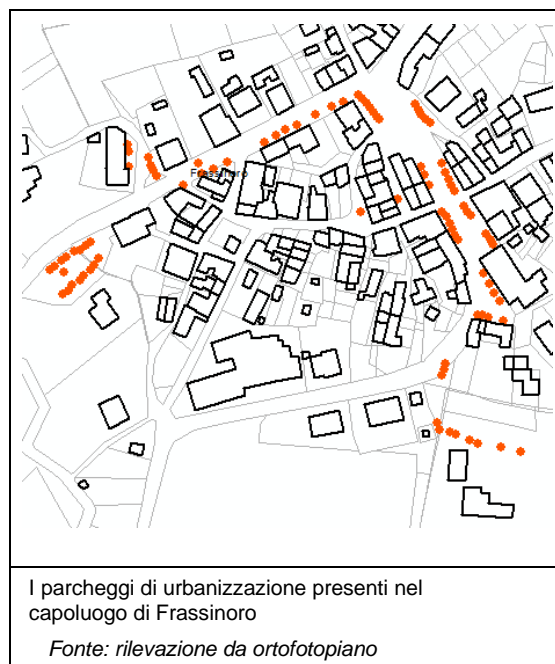 Frassinoro
I parcheggi di urbanizzazione presenti nel
capoluogo di Frassinoro
Fonte: rilevazione da ortofotopiano